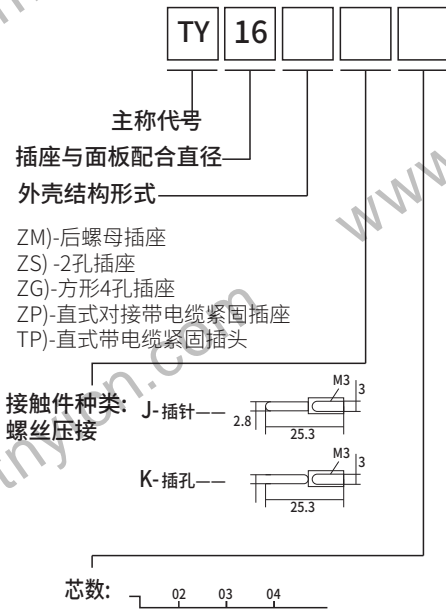 TY 16
主称代号
插座与面板配合直径
外壳结构形式
ZM)-后螺母插座
ZS) -2孔插座
ZG)-方形4孔插座
ZP)-直式对接带电缆紧固插座
TP)-直式带电缆紧固插头
接触件种类:
螺丝压接
J-插针——
M3
3
2.8
25.3
K-插孔——
M3
3
25.3
芯数:
02 03 04
www
tnyicn.com